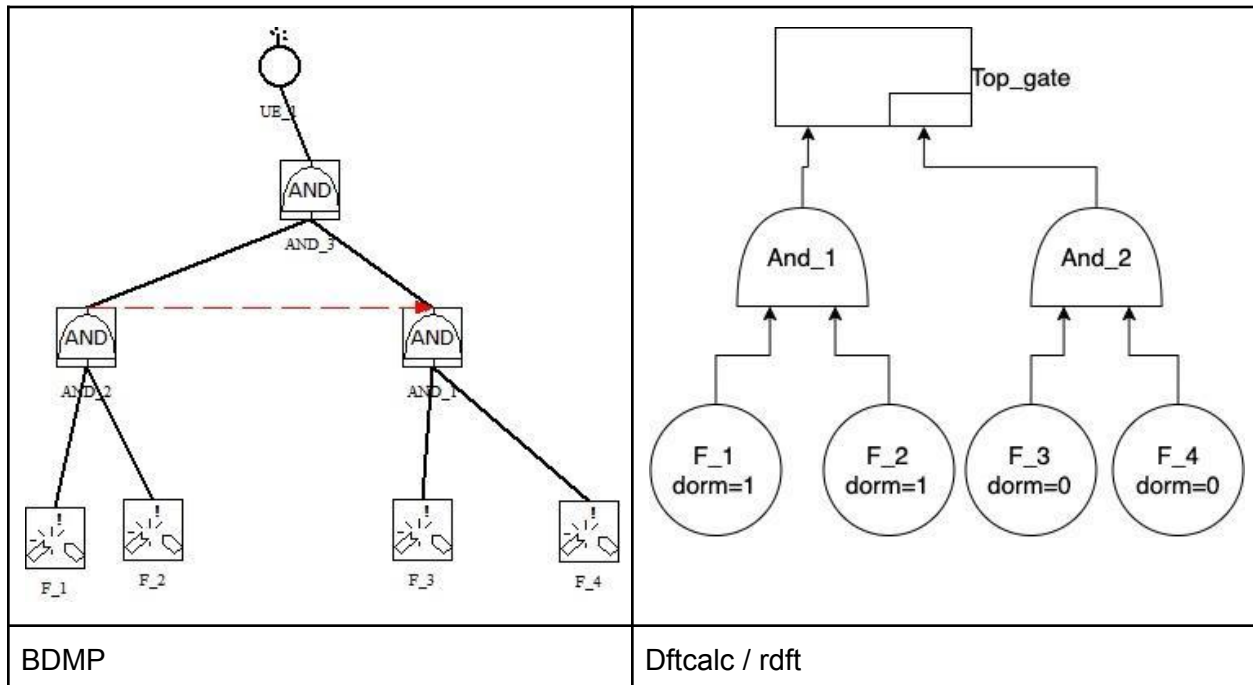 UE_1
AND
AND_3
AND
AND_2
AND
AND_1
!
F_1
!
F_2
!
F_3
!
F_4
BDMP
Top_gate
And_1
And_2
F_1
dorm=1
F_2
dorm=1
F_3
dorm=0
F_4
dorm=0
Dftcalc / rdft